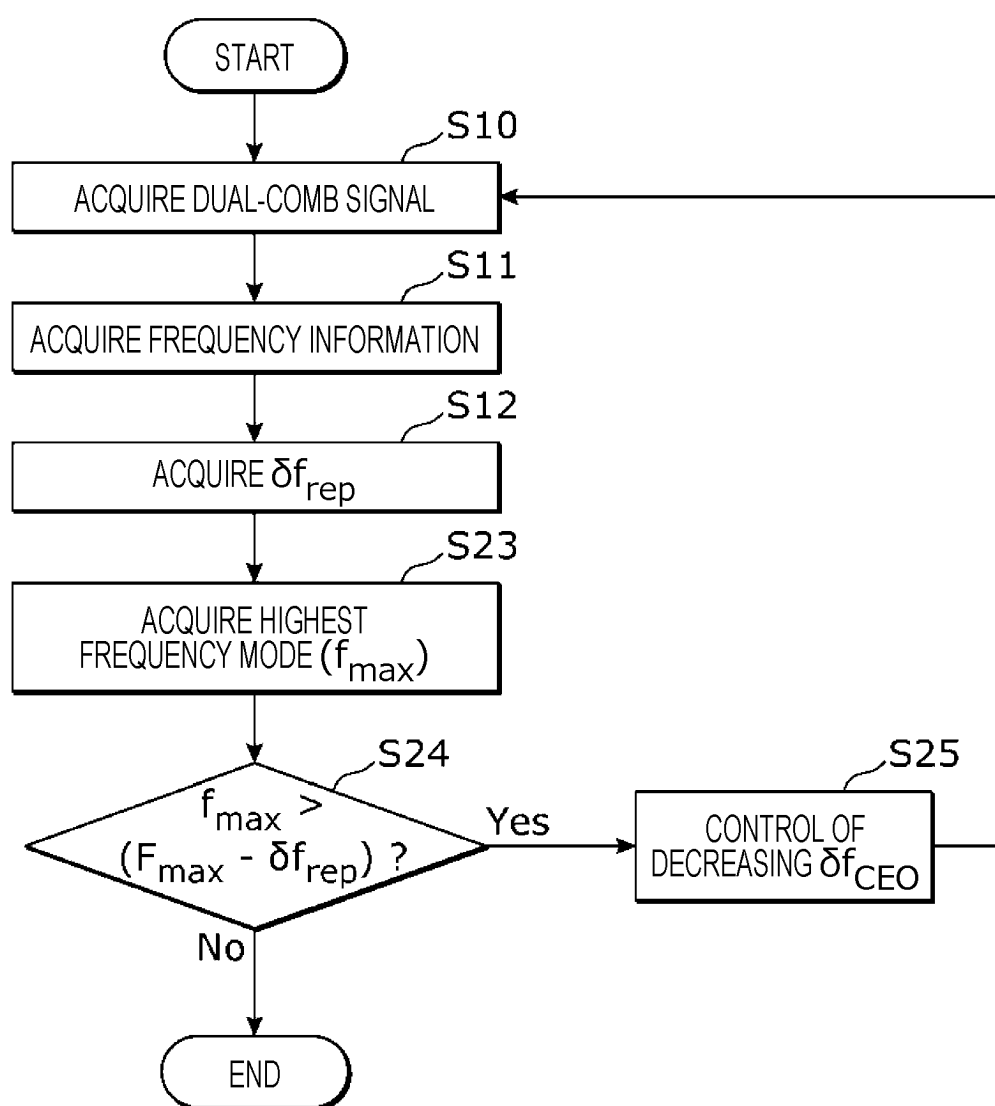 START
S10
ACQUIRE DUAL-COMB SIGNAL
S11
ACQUIRE FREQUENCY INFORMATION
S12
ACQUIRE δf_rep
S23
ACQUIRE HIGHEST
FREQUENCY MODE (f_max)
S24
f_max >
(F_max - δf_rep) ?
Yes
S25
CONTROL OF
DECREASING δf_CEO
No
END